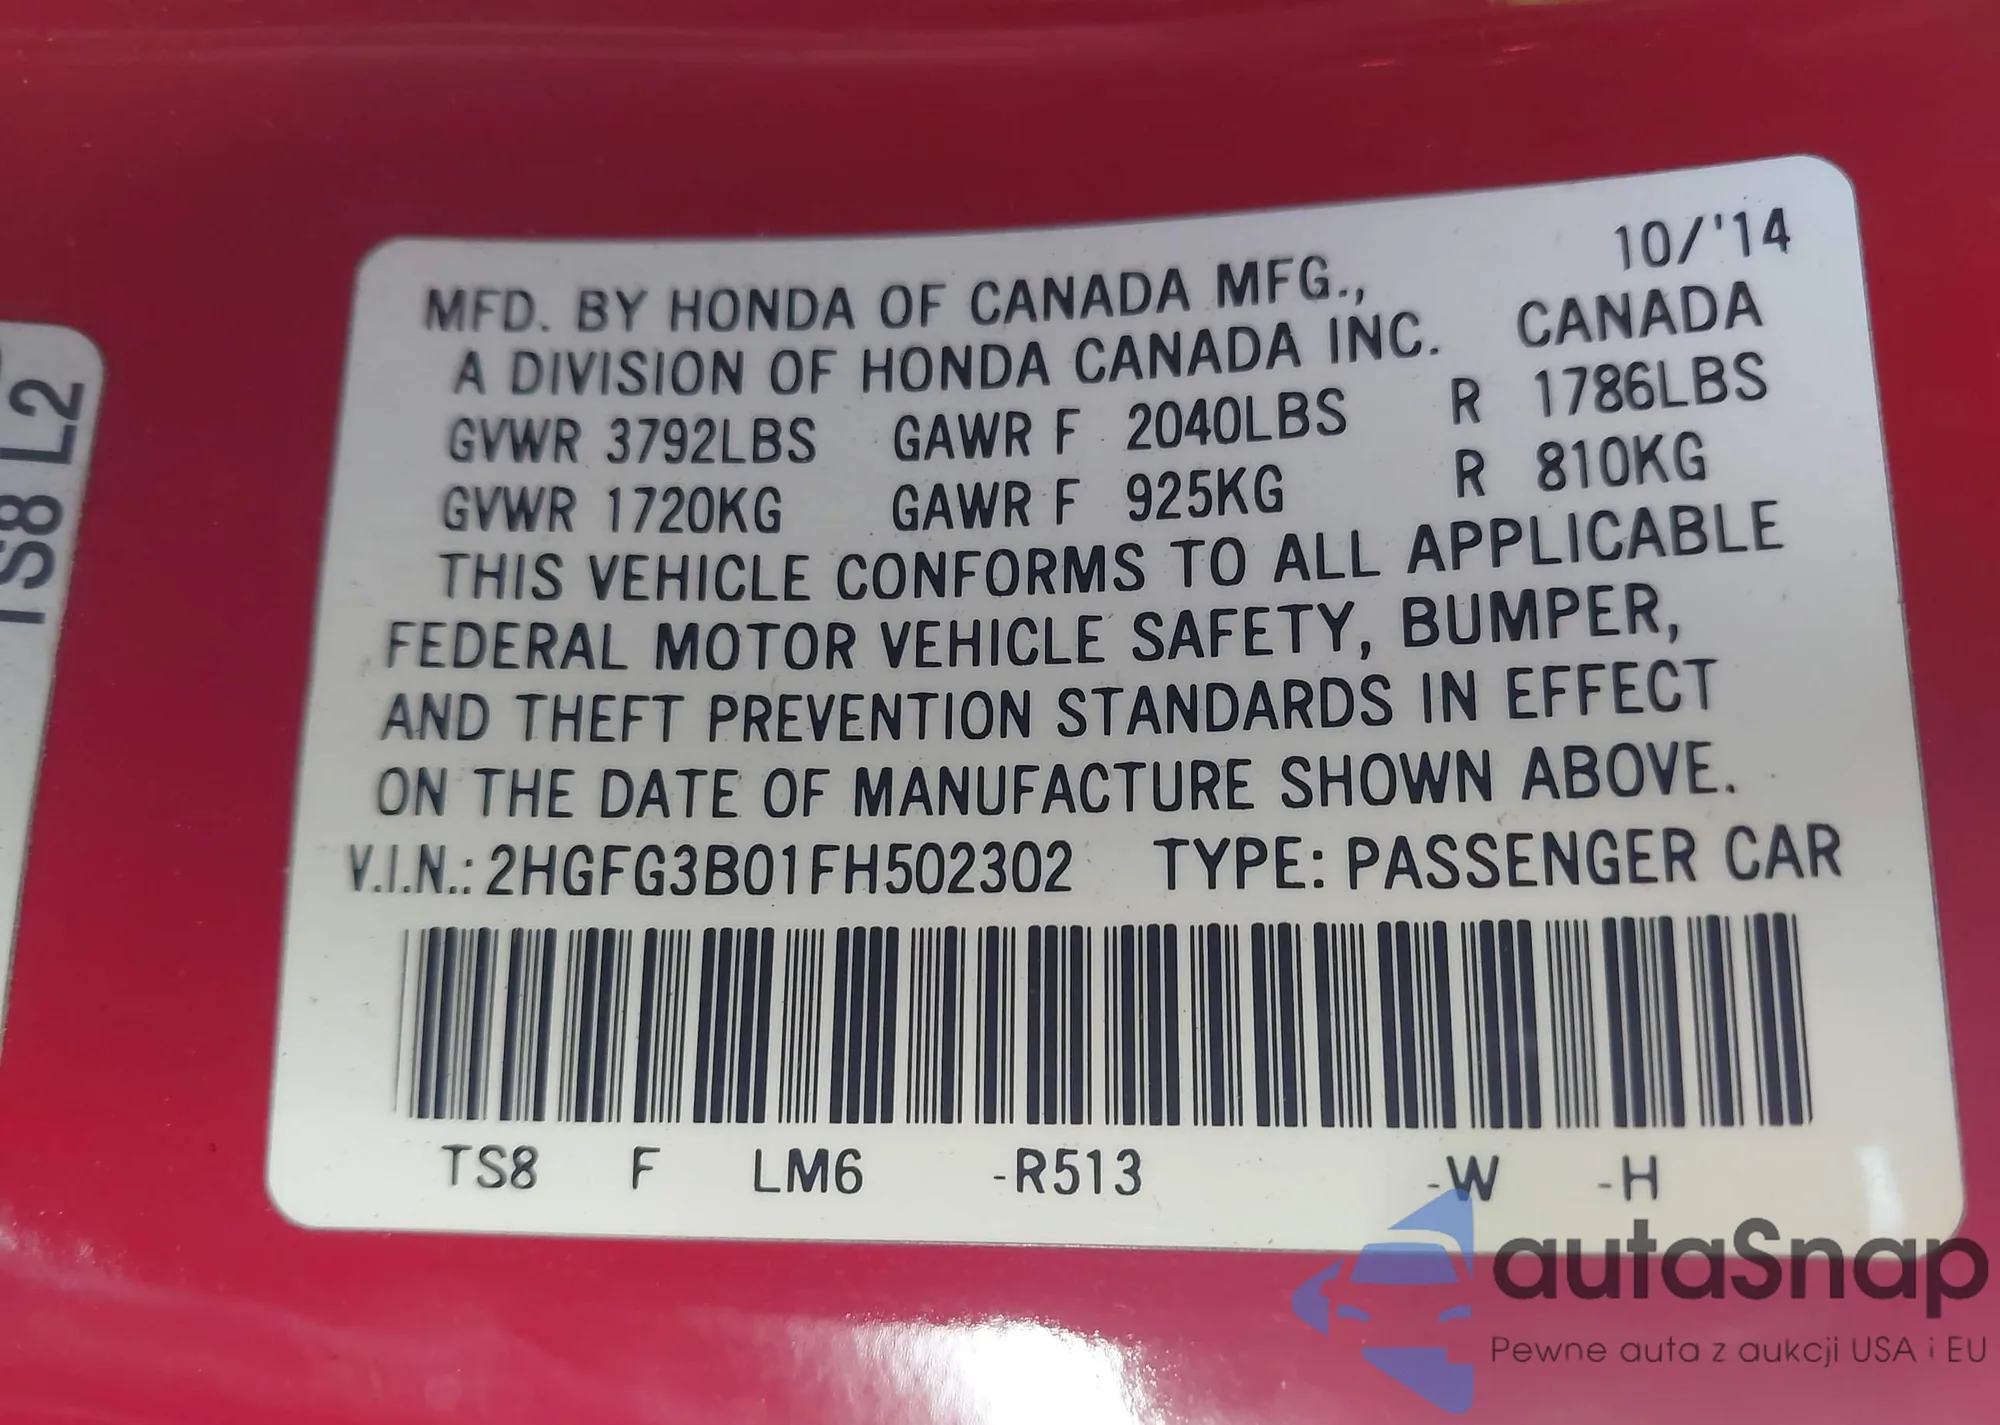 10/'14
MFD. BY HONDA OF CANADA MFG.,
A DIVISION OF HONDA CANADA INC. CANADA
GVWR 3792LBS GAWR F 2040LBS R 1786LBS
GVWR 1720KG GAWR F 925KG R 810KG
THIS VEHICLE CONFORMS TO ALL APPLICABLE
FEDERAL MOTOR VEHICLE SAFETY, BUMPER,
AND THEFT PREVENTION STANDARDS IN EFFECT
ON THE DATE OF MANUFACTURE SHOWN ABOVE.
V.I.N.: 2HGFG3B01FH502302 TYPE: PASSENGER CAR
TS8 F LM6 -R513 -W -H
TS8 L2
autaSnap
Pewne auta z aukcji USA i EU